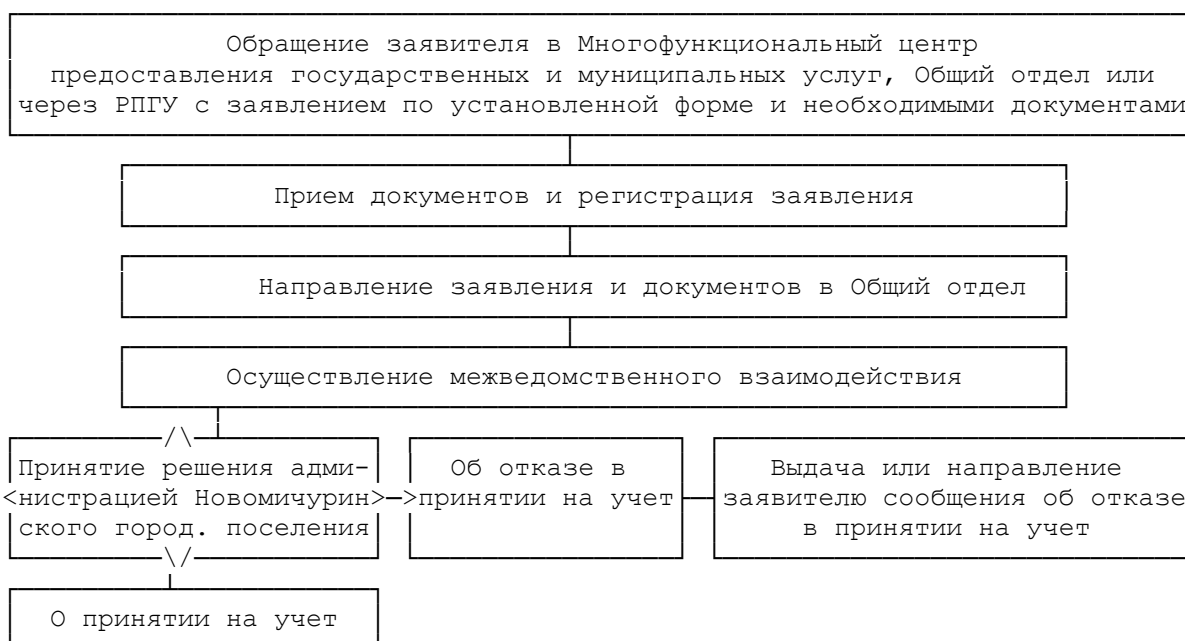 Обращение заявителя в Многофункциональный центр
предоставления государственных и муниципальных услуг, Общий отдел или
через РПГУ с заявлением по установленной форме и необходимыми документами
Прием документов и регистрация заявления
Направление заявления и документов в Общий отдел
Осуществление межведомственного взаимодействия
Принятие решения адми-
нистрацией Новомичурин
ского город. поселения
Об отказе в
принятии на учет
Выдача или направление
заявителю сообщения об отказе
в принятии на учет
О принятии на учет